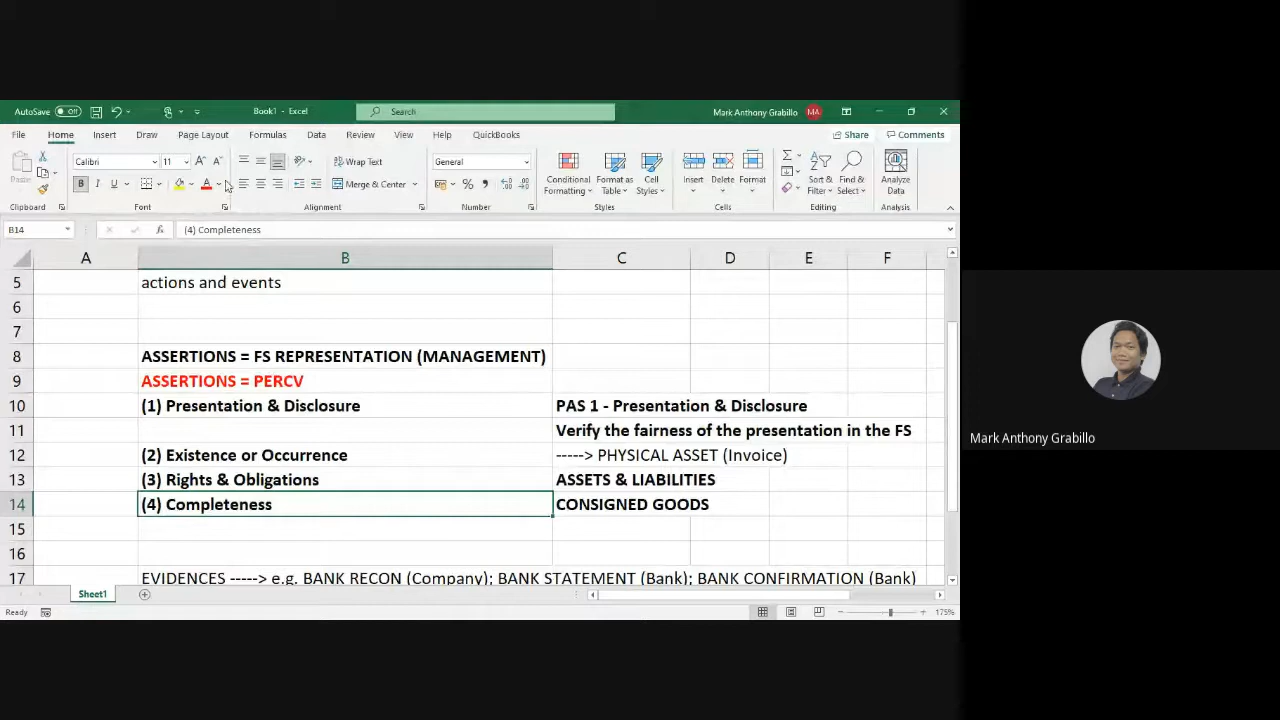 AutoSave Off Book1 - Excel Search Mark Anthony Grabillo MA
File Home Insert Draw Page Layout Formulas Data Review View Help QuickBooks Share Comments
Paste Calibri 11 A A Wrap Text General Conditional Formatting Format as Table Cell Styles Insert Delete Format Sort & Filter Find & Select Analyze Data
B I U A Merge & Center %
Clipboard Font Alignment Number Styles Cells Editing Analysis
B14 fx (4) Completeness
A B C D E F
5 actions and events
6
7
8 ASSERTIONS = FS REPRESENTATION (MANAGEMENT)
9 ASSERTIONS = PERCV
10 (1) Presentation & Disclosure PAS 1 - Presentation & Disclosure
11 Verify the fairness of the presentation in the FS
12 (2) Existence or Occurrence -----> PHYSICAL ASSET (Invoice)
13 (3) Rights & Obligations ASSETS & LIABILITIES
14 (4) Completeness CONSIGNED GOODS
15
16
17 EVIDENCES -----> e.g. BANK RECON (Company); BANK STATEMENT (Bank); BANK CONFIRMATION (Bank)
Sheet1
Ready 175%
Mark Anthony Grabillo